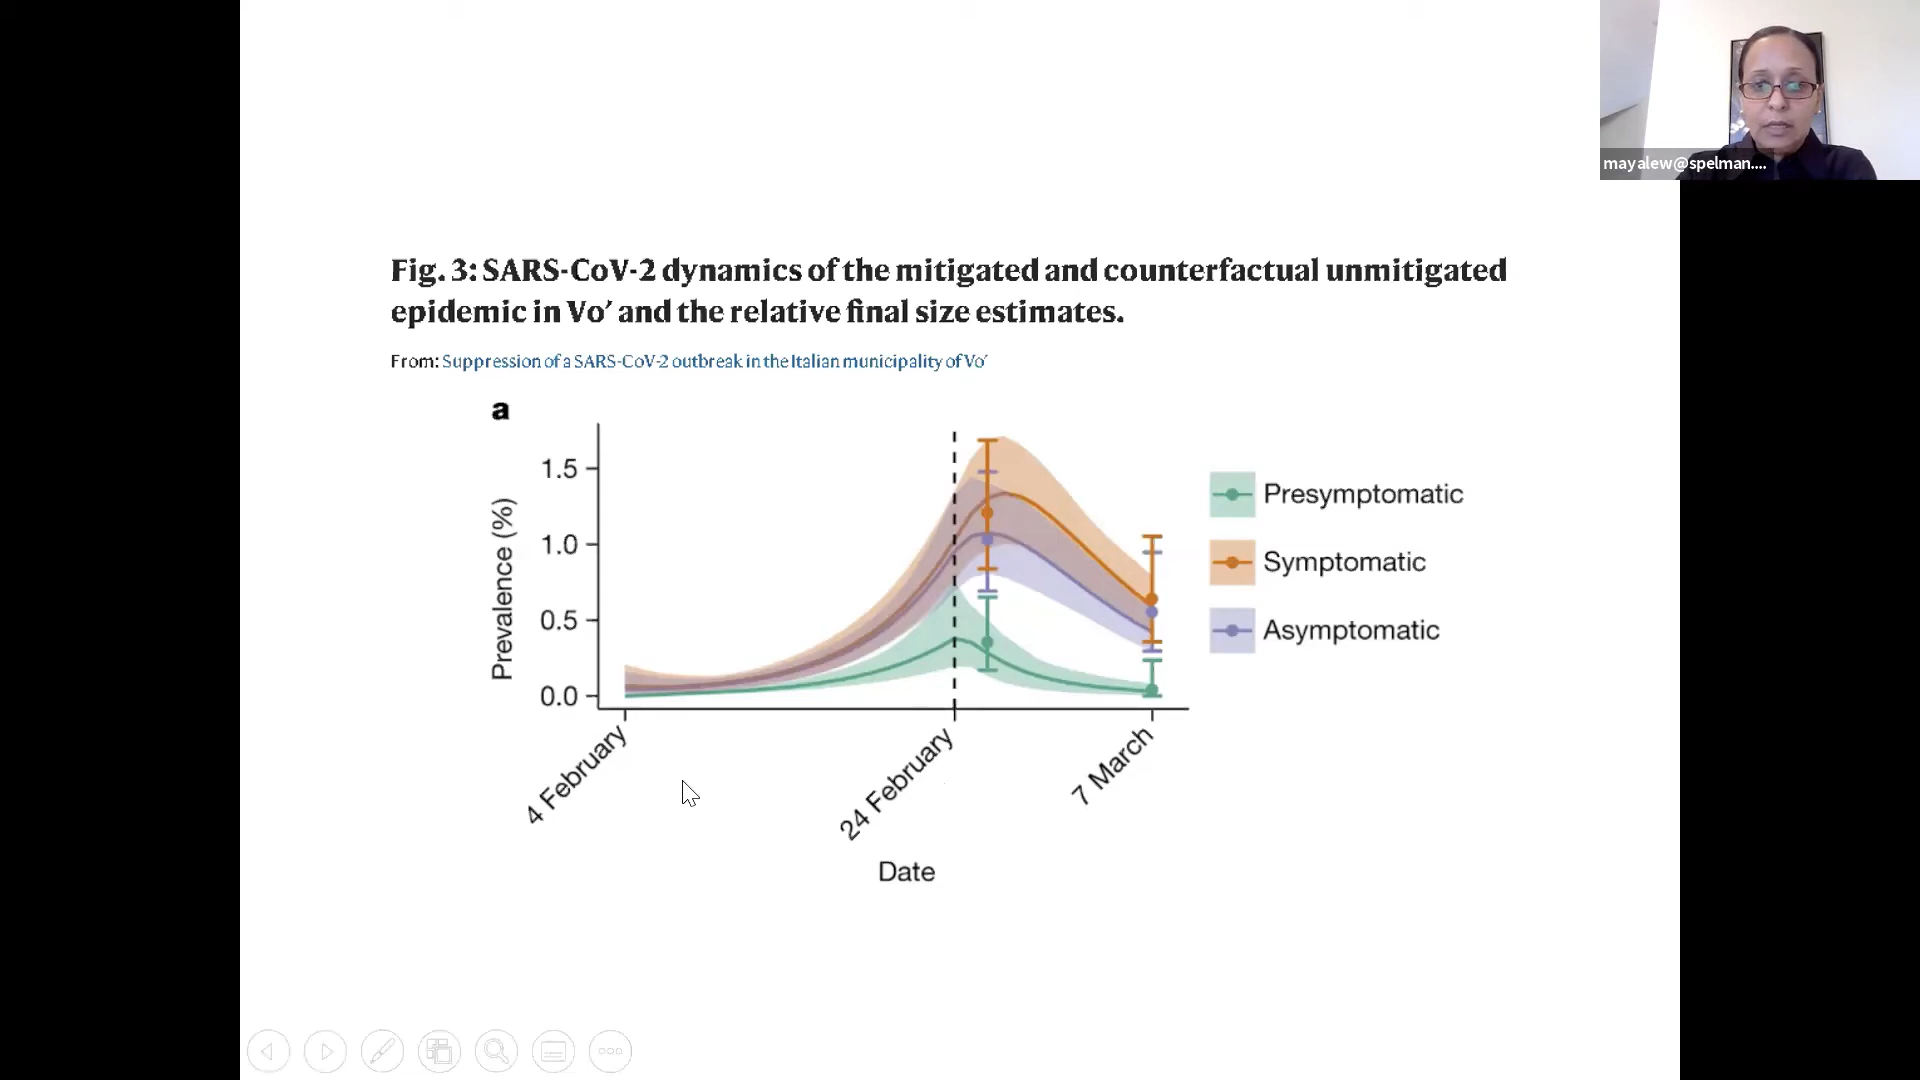 mayalew@spelman....
Fig. 3: SARS-CoV-2 dynamics of the mitigated and counterfactual unmitigated
epidemic in Vo′ and the relative final size estimates.
From: Suppression of a SARS-CoV-2 outbreak in the Italian municipality of Vo′
a
Prevalence (%)
1.5
1.0
0.5
0.0
4 February
24 February
7 March
Date
Presymptomatic
Symptomatic
Asymptomatic